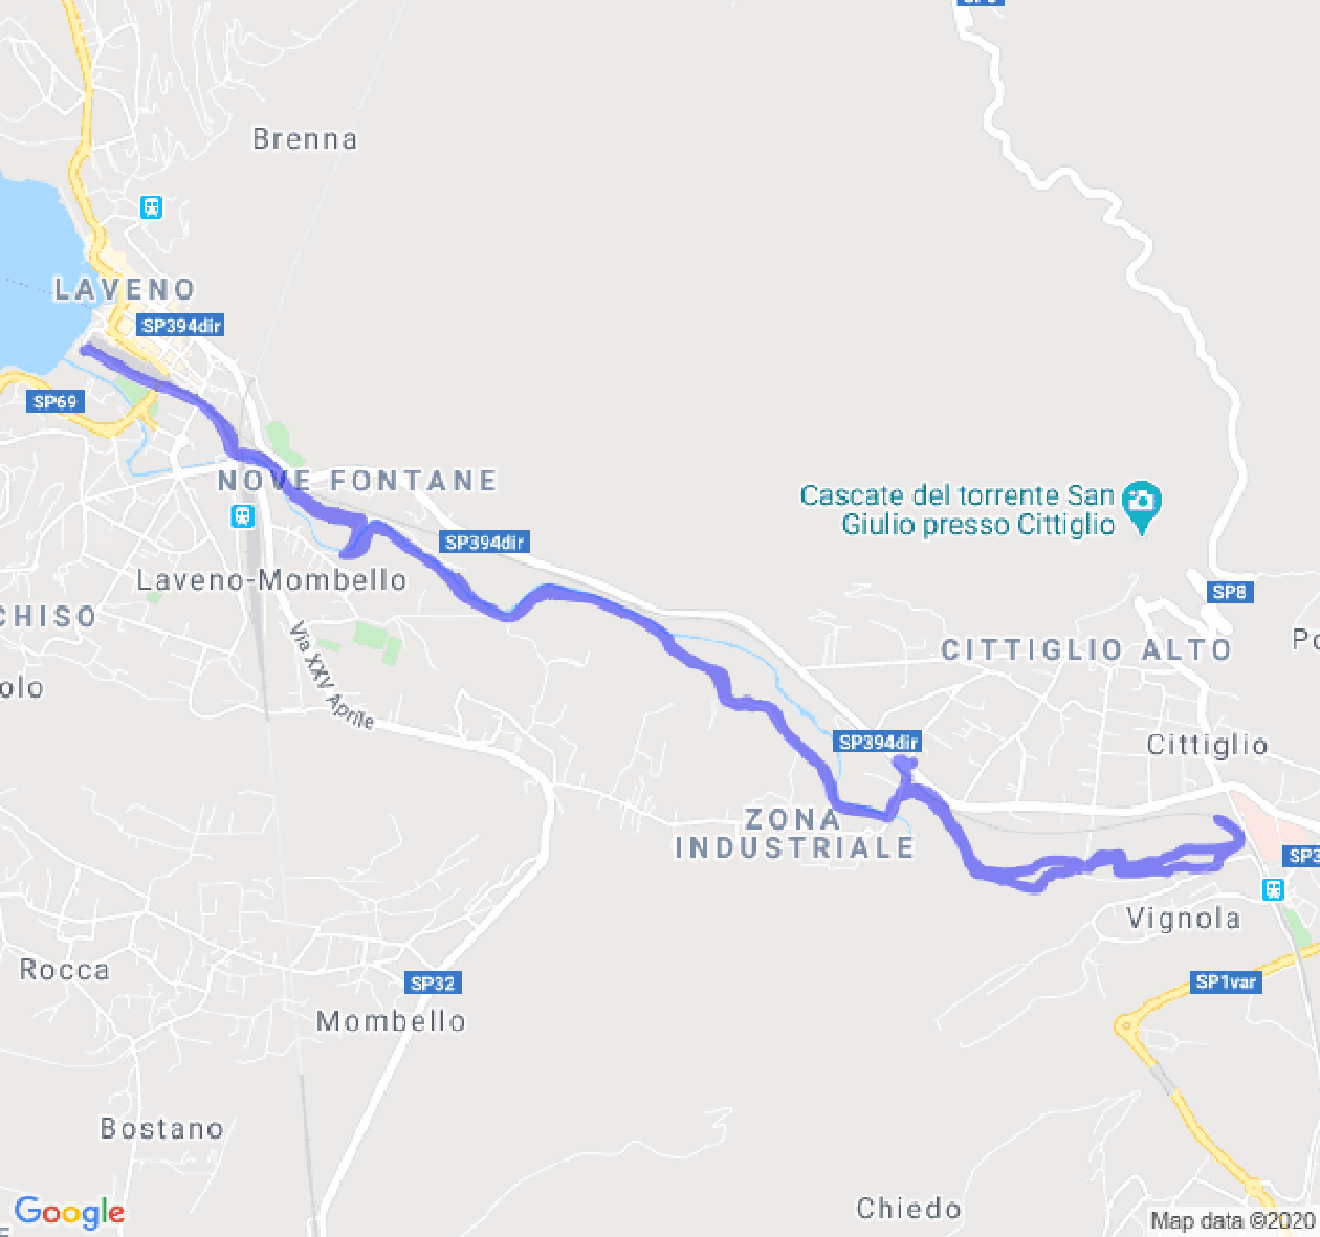 Brenna
LAVENO
SP394dir
SP69
NOVE FONTANE
Cascate del torrente San
Giulio presso Cittiglio
SP394dir
Laveno-Mombello
SP8
CHISO
CITTIGLIO ALTO
Po
olo
Via XXV Aprile
SP394dir
Cittiglio
ZONA
INDUSTRIALE
SP3
Vignola
Rocca
SP32
SP1var
Mombello
Bostano
Chiedo
Google
Map data ©2020